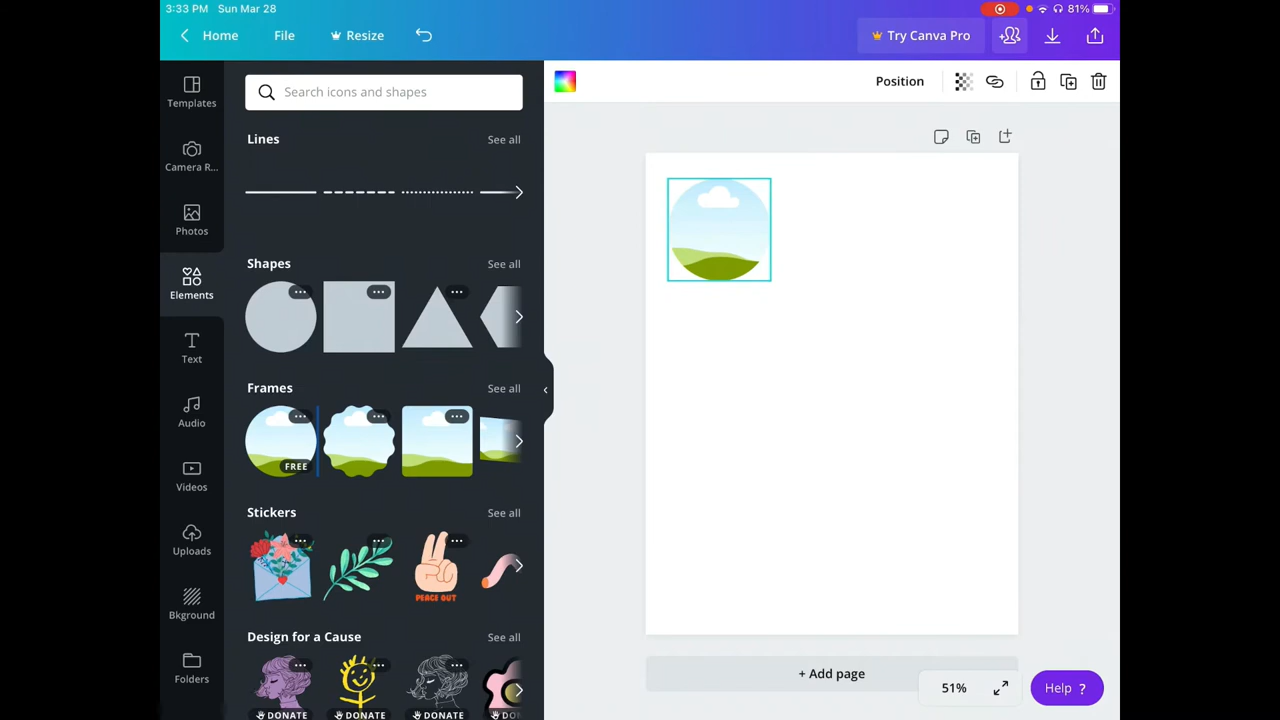 3:33 PM Sun Mar 28
81%
Home
File
Resize
Try Canva Pro
Templates
Camera R...
Photos
Elements
Text
Audio
Videos
Uploads
Bkground
Folders
Search icons and shapes
Lines
See all
Shapes
See all
Frames
See all
FREE
Stickers
See all
PEACE OUT
Design for a Cause
See all
DONATE
DONATE
DONATE
DON
Position
+ Add page
51%
Help ?